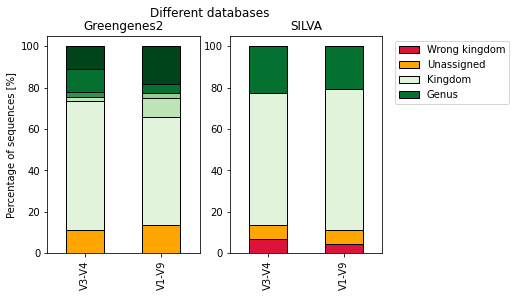 Different databases
Greengenes2
SILVA
Percentage of sequences [%]
100
80
60
40
20
0
V3-V4
V1-V9
100
80
60
40
20
0
V3-V4
V1-V9
Wrong kingdom
Unassigned
Kingdom
Genus